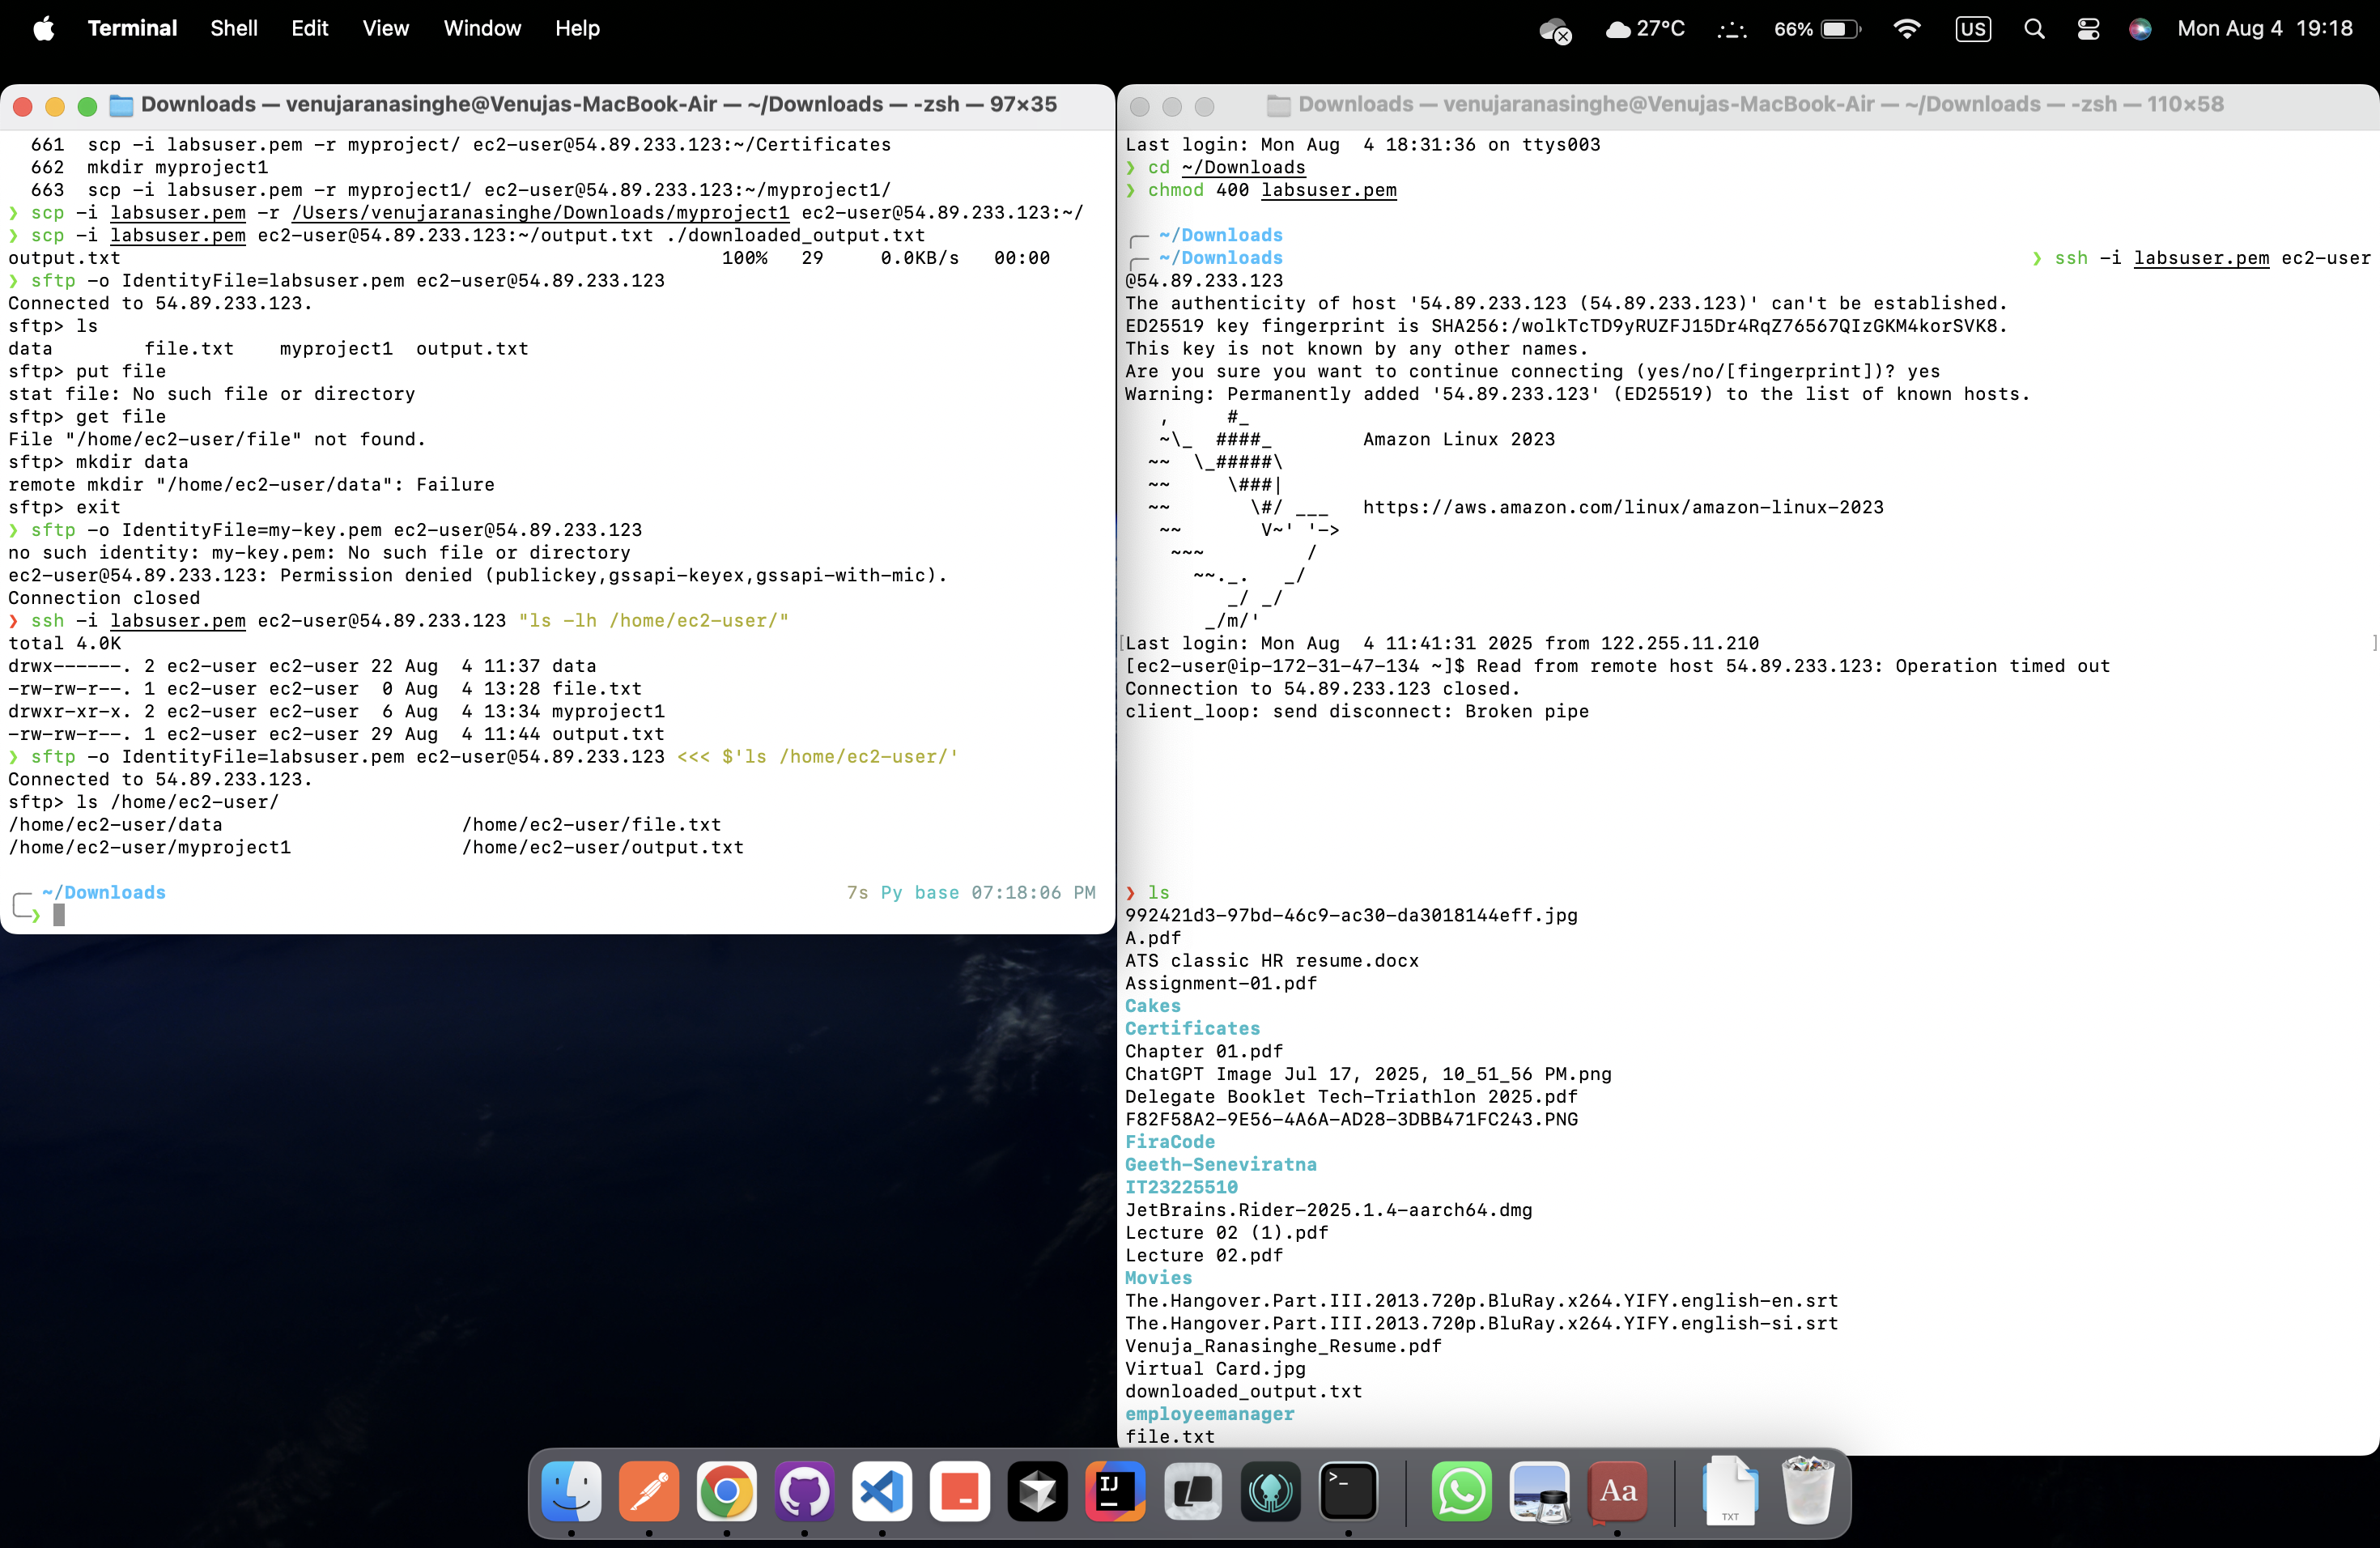 Terminal Shell Edit View Window Help 27°C 66% US Mon Aug 4 19:18
Downloads — venujaranasinghe@Venujas-MacBook-Air — ~/Downloads — -zsh — 97×35
661 scp -i labsuser.pem -r myproject/ ec2-user@54.89.233.123:~/Certificates
662 mkdir myproject1
663 scp -i labsuser.pem -r myproject1/ ec2-user@54.89.233.123:~/myproject1/
❯ scp -i labsuser.pem -r /Users/venujaranasinghe/Downloads/myproject1 ec2-user@54.89.233.123:~/
❯ scp -i labsuser.pem ec2-user@54.89.233.123:~/output.txt ./downloaded_output.txt
output.txt 100% 29 0.0KB/s 00:00
❯ sftp -o IdentityFile=labsuser.pem ec2-user@54.89.233.123
Connected to 54.89.233.123.
sftp> ls
data file.txt myproject1 output.txt
sftp> put file
stat file: No such file or directory
sftp> get file
File "/home/ec2-user/file" not found.
sftp> mkdir data
remote mkdir "/home/ec2-user/data": Failure
sftp> exit
❯ sftp -o IdentityFile=my-key.pem ec2-user@54.89.233.123
no such identity: my-key.pem: No such file or directory
ec2-user@54.89.233.123: Permission denied (publickey,gssapi-keyex,gssapi-with-mic).
Connection closed
❯ ssh -i labsuser.pem ec2-user@54.89.233.123 "ls -lh /home/ec2-user/"
total 4.0K
drwx------. 2 ec2-user ec2-user 22 Aug 4 11:37 data
-rw-rw-r--. 1 ec2-user ec2-user 0 Aug 4 13:28 file.txt
drwxr-xr-x. 2 ec2-user ec2-user 6 Aug 4 13:34 myproject1
-rw-rw-r--. 1 ec2-user ec2-user 29 Aug 4 11:44 output.txt
❯ sftp -o IdentityFile=labsuser.pem ec2-user@54.89.233.123 <<< $'ls /home/ec2-user/'
Connected to 54.89.233.123.
sftp> ls /home/ec2-user/
/home/ec2-user/data /home/ec2-user/file.txt
/home/ec2-user/myproject1 /home/ec2-user/output.txt
~/Downloads 7s Py base 07:18:06 PM
❯
Downloads — venujaranasinghe@Venujas-MacBook-Air — ~/Downloads — -zsh — 110×58
Last login: Mon Aug 4 18:31:36 on ttys003
❯ cd ~/Downloads
❯ chmod 400 labsuser.pem
~/Downloads
~/Downloads ❯ ssh -i labsuser.pem ec2-user
@54.89.233.123
The authenticity of host '54.89.233.123 (54.89.233.123)' can't be established.
ED25519 key fingerprint is SHA256:/wolkTcTD9yRUZFJ15Dr4RqZ76567QIzGKM4korSVK8.
This key is not known by any other names.
Are you sure you want to continue connecting (yes/no/[fingerprint])? yes
Warning: Permanently added '54.89.233.123' (ED25519) to the list of known hosts.
   ,     #_
   ~\_  ####_        Amazon Linux 2023
  ~~  \_#####\
  ~~     \###|
  ~~       \#/ ___   https://aws.amazon.com/linux/amazon-linux-2023
   ~~       V~' '->
    ~~~         /
      ~~._.   _/
         _/ _/
       _/m/'
Last login: Mon Aug 4 11:41:31 2025 from 122.255.11.210
[ec2-user@ip-172-31-47-134 ~]$ Read from remote host 54.89.233.123: Operation timed out
Connection to 54.89.233.123 closed.
client_loop: send disconnect: Broken pipe
❯ ls
992421d3-97bd-46c9-ac30-da3018144eff.jpg
A.pdf
ATS classic HR resume.docx
Assignment-01.pdf
Cakes
Certificates
Chapter 01.pdf
ChatGPT Image Jul 17, 2025, 10_51_56 PM.png
Delegate Booklet Tech-Triathlon 2025.pdf
F82F58A2-9E56-4A6A-AD28-3DBB471FC243.PNG
FiraCode
Geeth-Seneviratna
IT23225510
JetBrains.Rider-2025.1.4-aarch64.dmg
Lecture 02 (1).pdf
Lecture 02.pdf
Movies
The.Hangover.Part.III.2013.720p.BluRay.x264.YIFY.english-en.srt
The.Hangover.Part.III.2013.720p.BluRay.x264.YIFY.english-si.srt
Venuja_Ranasinghe_Resume.pdf
Virtual Card.jpg
downloaded_output.txt
employeemanager
file.txt
IJ >_ Aa TXT